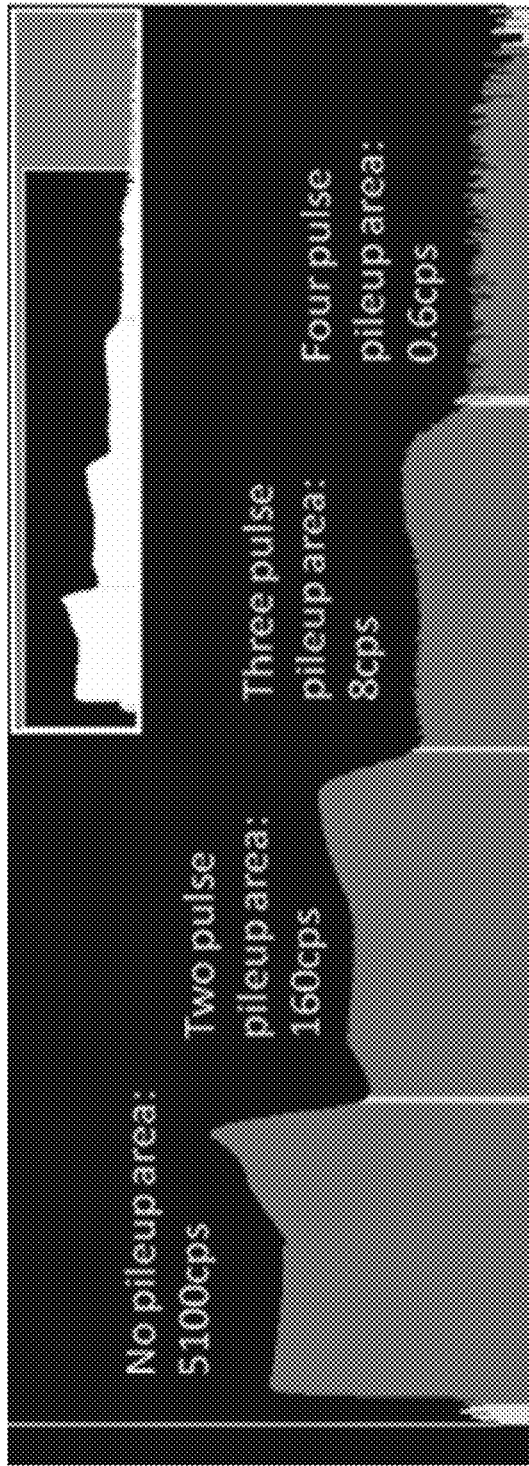 No pileup area:
5100cps
Two pulse
pileup area:
160cps
Three pulse
pileup area:
8cps
Four pulse
pileup area:
0.6cps